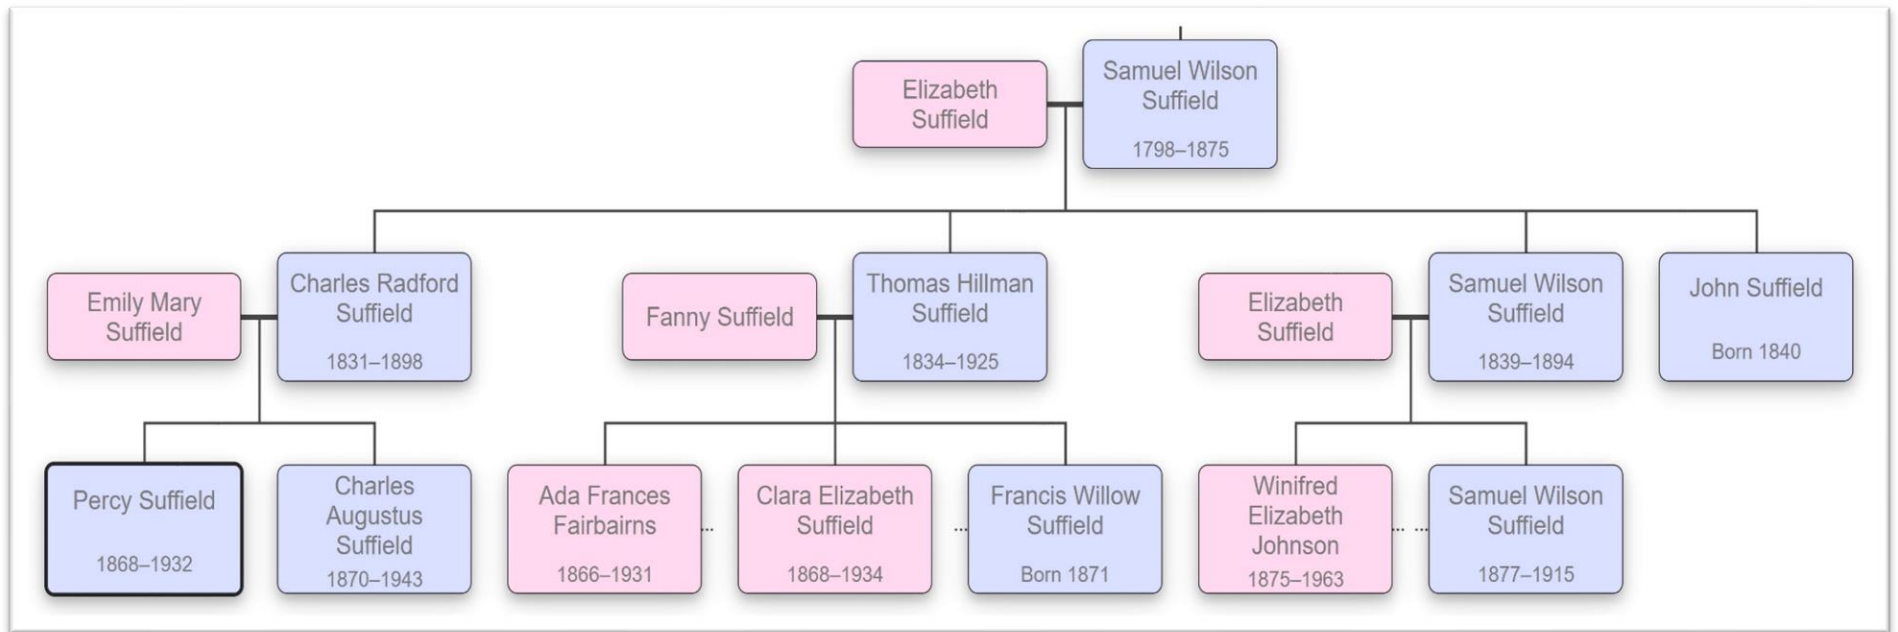 Elizabeth
Suffield
Samuel Wilson
Suffield
1798–1875
Emily Mary
Suffield
Charles Radford
Suffield
1831–1898
Fanny Suffield
Thomas Hillman
Suffield
1834–1925
Elizabeth
Suffield
Samuel Wilson
Suffield
1839–1894
John Suffield
Born 1840
Percy Suffield
1868–1932
Charles
Augustus
Suffield
1870–1943
Ada Frances
Fairbairns
1866–1931
Clara Elizabeth
Suffield
1868–1934
Francis Willow
Suffield
Born 1871
Winifred
Elizabeth
Johnson
1875–1963
Samuel Wilson
Suffield
1877–1915